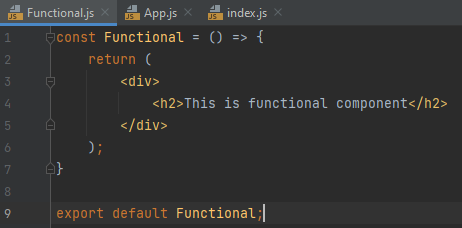 Functional.js × App.js × index.js ×
1 const Functional = () => {
2 return (
3 <div>
4 <h2>This is functional component</h2>
5 </div>
6 );
7 }
8
9 export default Functional;